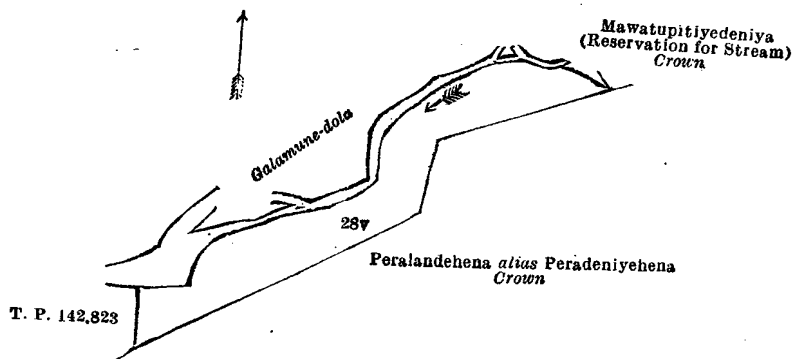 Mawatupitiyedeniya
(Reservation for Stream)
Crown
Galamune-dola
28v
Peralandehena alias Peradeniyehena
Crown
T. P. 142,823